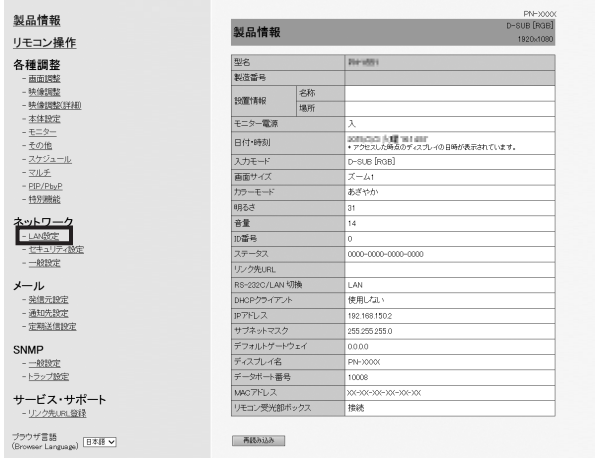 製品情報
リモコン操作
各種調整
- 画面調整
- 映像調整
- 映像調整(詳細)
- 本体設定
- モニター
- その他
- スケジュール
- マルチ
- PIP/PbyP
- 特別機能
ネットワーク
- LAN設定
- セキュリティ設定
- 一般設定
メール
- 発信元設定
- 通知先設定
- 定期送信設定
SNMP
- 一般設定
- トラップ設定
サービス・サポート
- リンク先URL登録
ブラウザ言語
(Browser Language) 日本語
PN-XXXX
製品情報
D-SUB [RGB]
1920x1080
型名
製造番号
設置情報 名称
場所
モニター電源 入
日付・時刻
* アクセスした時点のディスプレイの日時が表示されています。
入力モード D-SUB [RGB]
画面サイズ ズーム1
カラーモード あざやか
明るさ 31
音量 14
ID番号 0
ステータス 0000-0000-0000-0000
リンク先URL
RS-232C/LAN 切換 LAN
DHCPクライアント 使用しない
IPアドレス 192.168.150.2
サブネットマスク 255.255.255.0
デフォルトゲートウェイ 0.0.0.0
ディスプレイ名 PN-XXXX
データポート番号 10008
MACアドレス XX-XX-XX-XX-XX-XX
リモコン受光部ボックス 接続
再読み込み